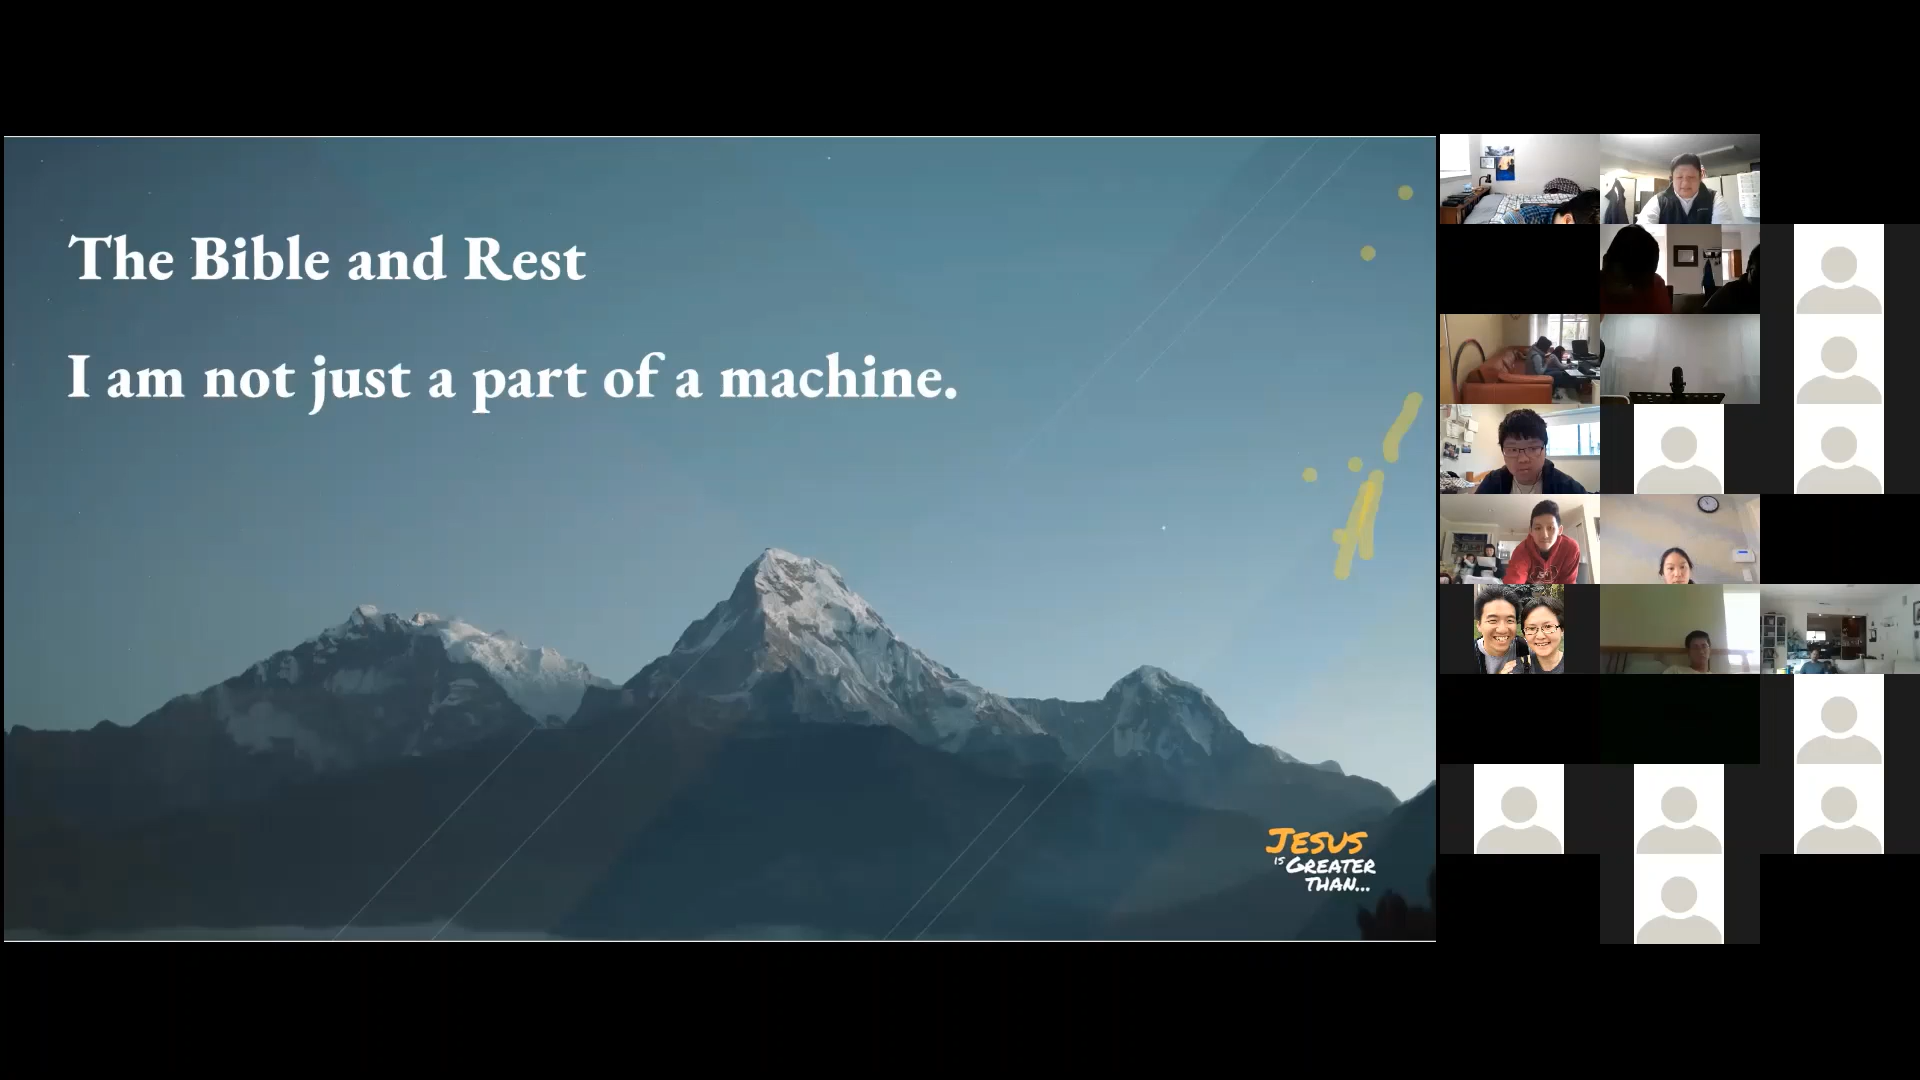 The Bible and Rest
I am not just a part of a machine.
JESUS
IS GREATER
THAN...